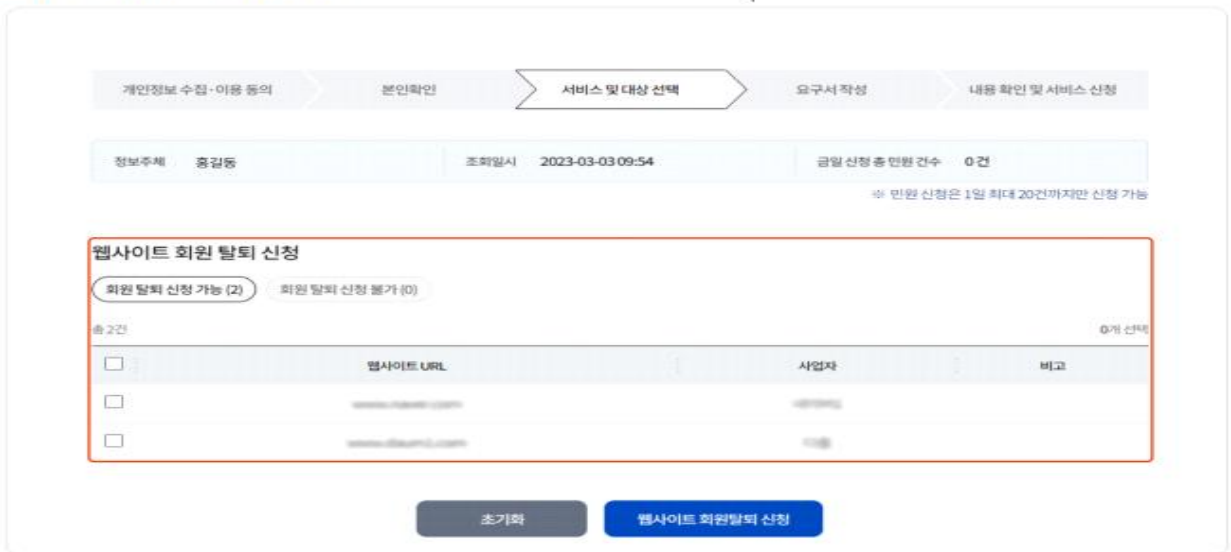 개인정보 수집·이용 동의 본인확인 서비스 및 대상 선택 요구서 작성 내용 확인 및 서비스 신청
정보주체 홍길동 조회일시 2023-03-03 09:54 금일 신청 총 민원 건수 0 건
※ 민원 신청은 1일 최대 20건까지만 신청 가능
웹사이트 회원 탈퇴 신청
회원 탈퇴 신청 가능 (2) 회원 탈퇴 신청 불가 (0)
총 2건 0개 선택
웹사이트 URL 사업자 비고
초기화 웹사이트 회원탈퇴 신청